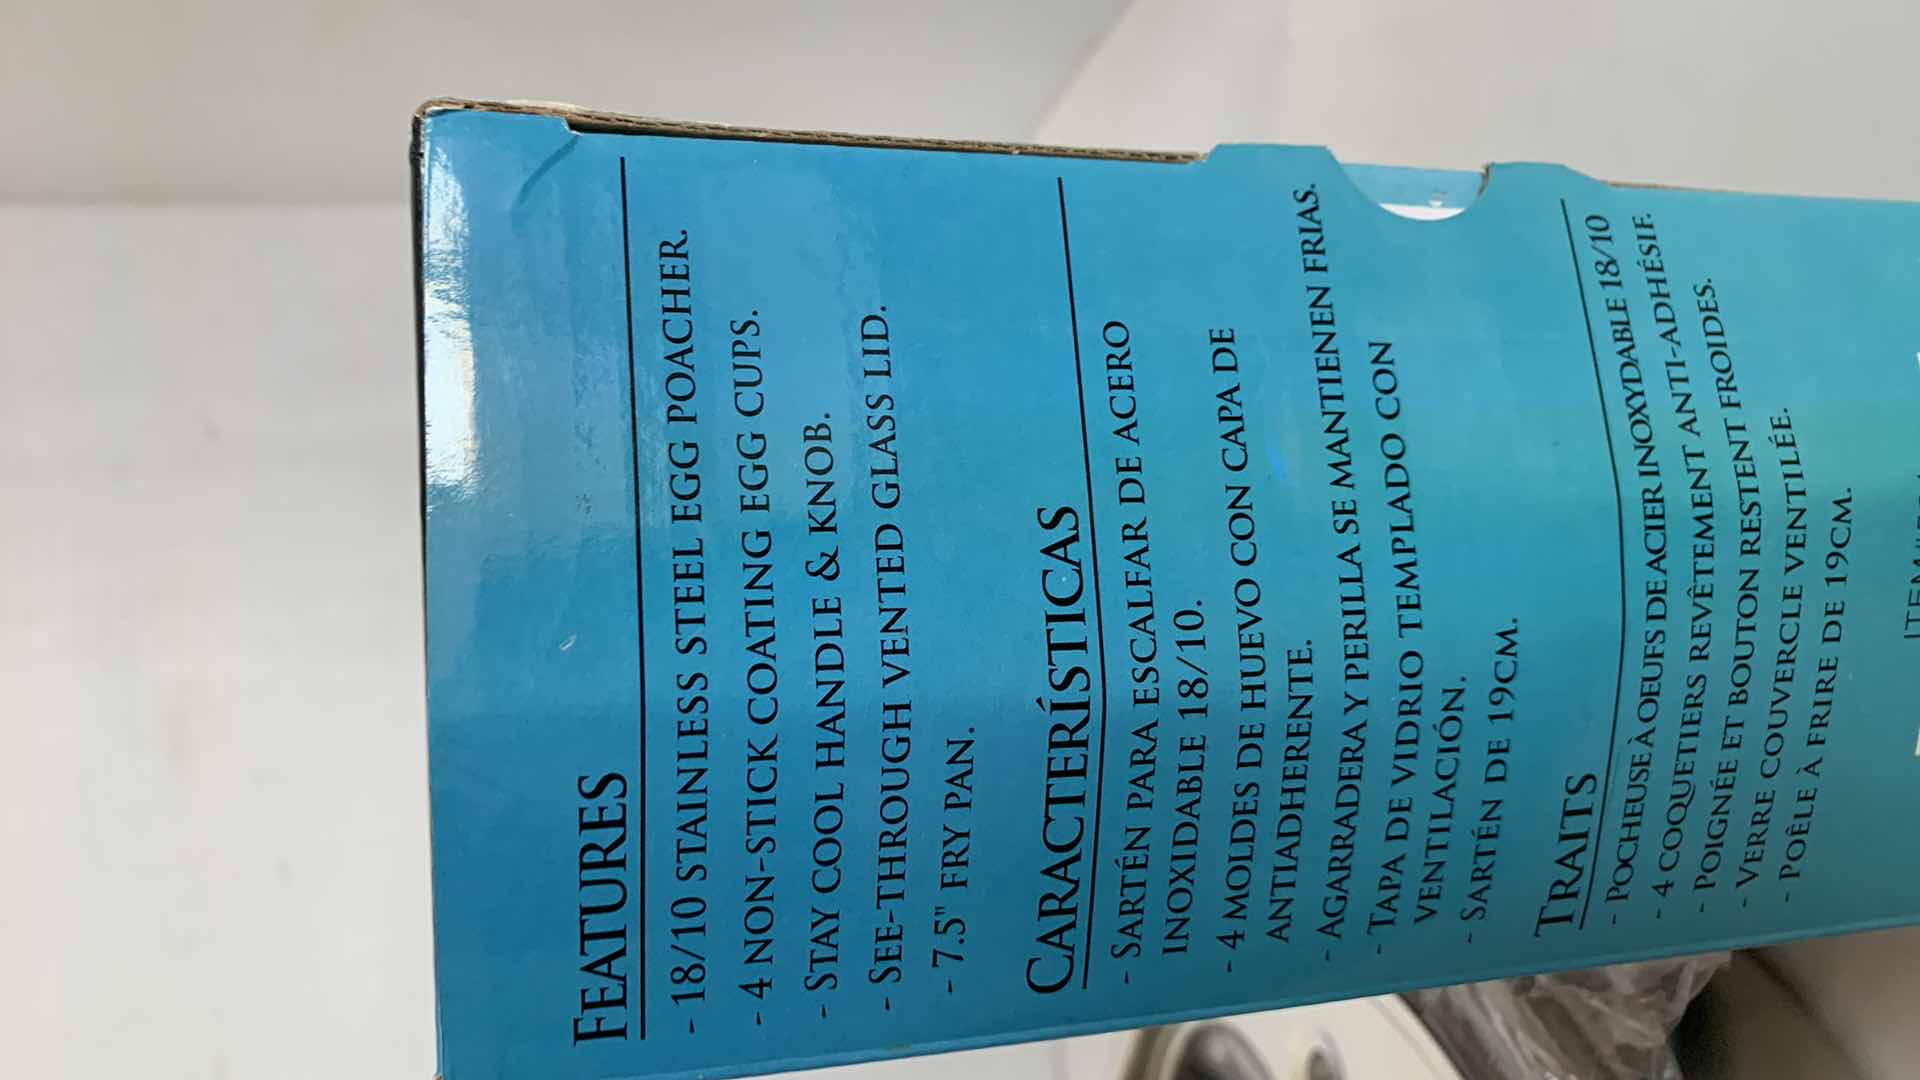 FEATURES
- 18/10 STAINLESS STEEL EGG POACHER.
- 4 NON-STICK COATING EGG CUPS.
- STAY COOL HANDLE & KNOB.
- SEE-THROUGH VENTED GLASS LID.
- 7.5" FRY PAN.
CARACTERÍSTICAS
- SARTÉN PARA ESCALFAR DE ACERO
INOXIDABLE 18/10.
- 4 MOLDES DE HUEVO CON CAPA DE
ANTIADHERENTE.
- AGARRADERA Y PERILLA SE MANTIENEN FRIAS.
- TAPA DE VIDRIO TEMPLADO CON
VENTILACIÓN.
- SARTÉN DE 19CM.
TRAITS
- POCHEUSE À OEUFS DE ACIER INOXYDABLE 18/10
- 4 COQUETIERS REVÊTEMENT ANTI-ADHÉSIF.
- POIGNÉE ET BOUTON RESTENT FROIDES.
- VERRE COUVERCLE VENTILÉE.
- POÊLE À FRIRE DE 19CM.